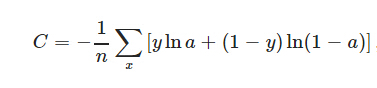 C = -\frac{1}{n} \sum_{x} [y \ln a + (1 - y) \ln(1 - a)]